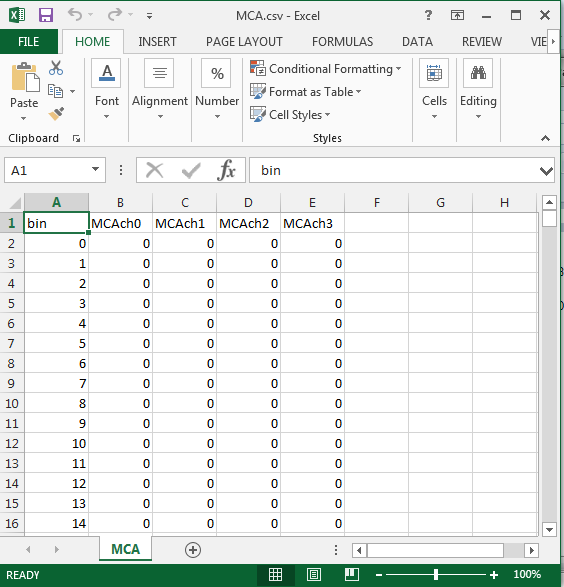 MCA.csv - Excel
FILE HOME INSERT PAGE LAYOUT FORMULAS DATA REVIEW VIE
Paste
Font
Alignment
%
Number
Conditional Formatting
Format as Table
Cell Styles
Cells
Editing
Clipboard
Styles
A1 fx bin
A B C D E F G H
1 bin MCAch0 MCAch1 MCAch2 MCAch3
2 0 0 0 0 0
3 1 0 0 0 0
4 2 0 0 0 0
5 3 0 0 0 0
6 4 0 0 0 0
7 5 0 0 0 0
8 6 0 0 0 0
9 7 0 0 0 0
10 8 0 0 0 0
11 9 0 0 0 0
12 10 0 0 0 0
13 11 0 0 0 0
14 12 0 0 0 0
15 13 0 0 0 0
16 14 0 0 0 0
MCA
READY 100%